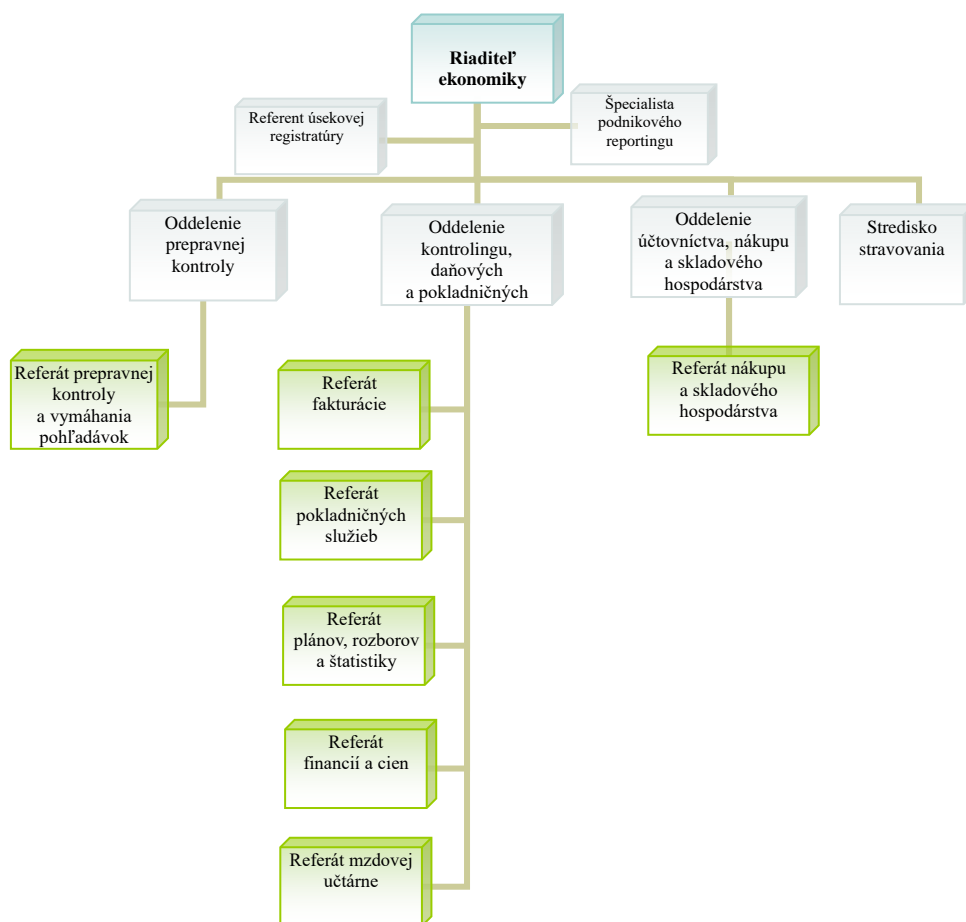 Riaditeľ
ekonomiky
Referent úsekovej
registratúry
Špecialista
podnikového
reportingu
Oddelenie
prepravnej
kontroly
Oddelenie
kontrolingu,
daňových
a pokladničných
Oddelenie
účtovníctva, nákupu
a skladového
hospodárstva
Stredisko
stravovania
Referát prepravnej
kontroly
a vymáhania
pohľadávok
Referát
fakturácie
Referát nákupu
a skladového
hospodárstva
Referát
pokladničných
služieb
Referát
plánov, rozborov
a štatistiky
Referát
financií a cien
Referát mzdovej
učtárne